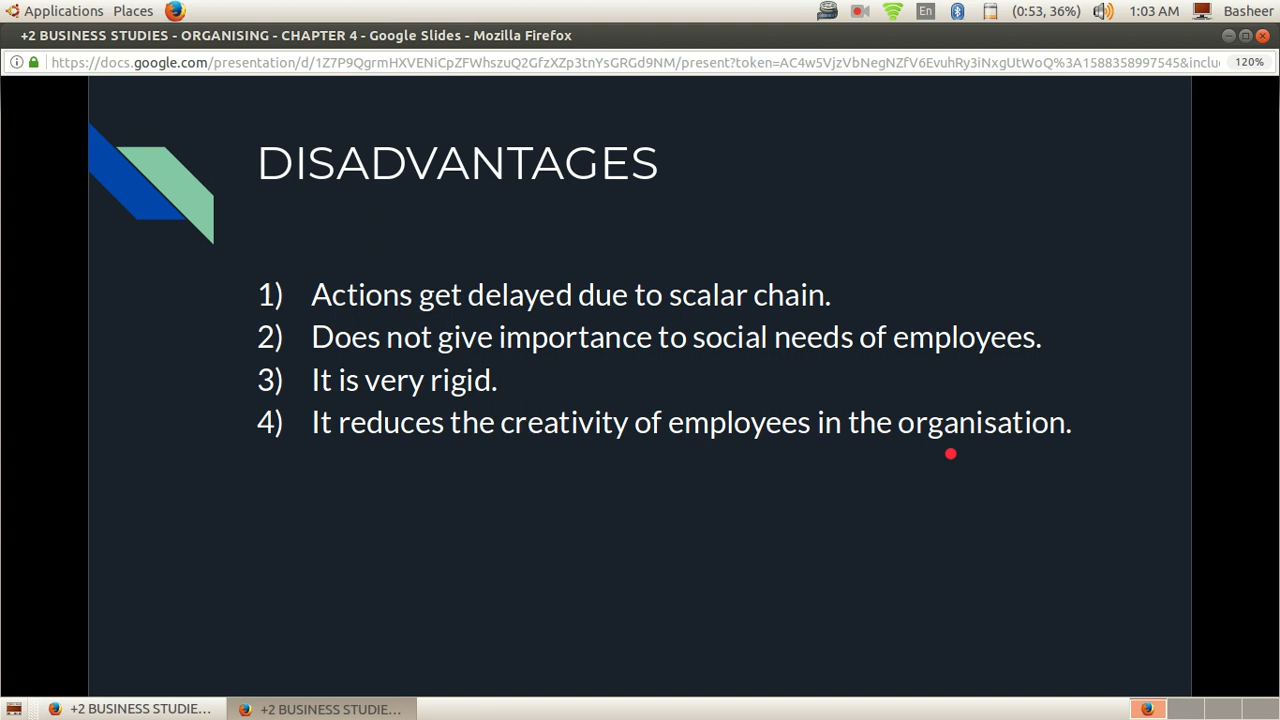 Applications Places En (0:53, 36%) 1:03 AM Basheer
+2 BUSINESS STUDIES - ORGANISING - CHAPTER 4 - Google Slides - Mozilla Firefox
https://docs.google.com/presentation/d/1Z7P9QgrmHXVENiCpZFWhszuQ2GfzXZp3tnYsGRGd9NM/present?token=AC4w5VjzVbNegNZfV6EvuhRy3iNxgUtWoQ%3A1588358997545&inclu 120%
DISADVANTAGES
1) Actions get delayed due to scalar chain.
2) Does not give importance to social needs of employees.
3) It is very rigid.
4) It reduces the creativity of employees in the organisation.
+2 BUSINESS STUDIE... +2 BUSINESS STUDIE...